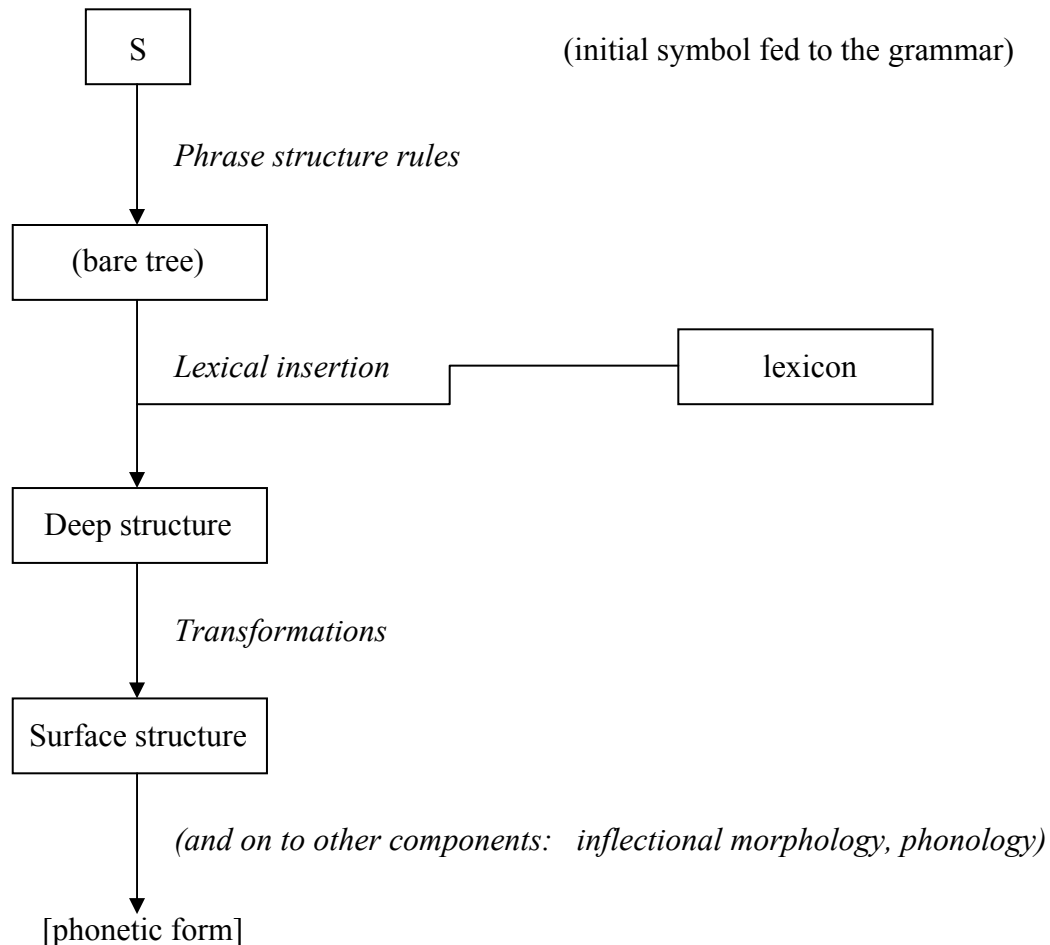 S
(initial symbol fed to the grammar)
Phrase structure rules
(bare tree)
Lexical insertion
lexicon
Deep structure
Transformations
Surface structure
(and on to other components: inflectional morphology, phonology)
[phonetic form]